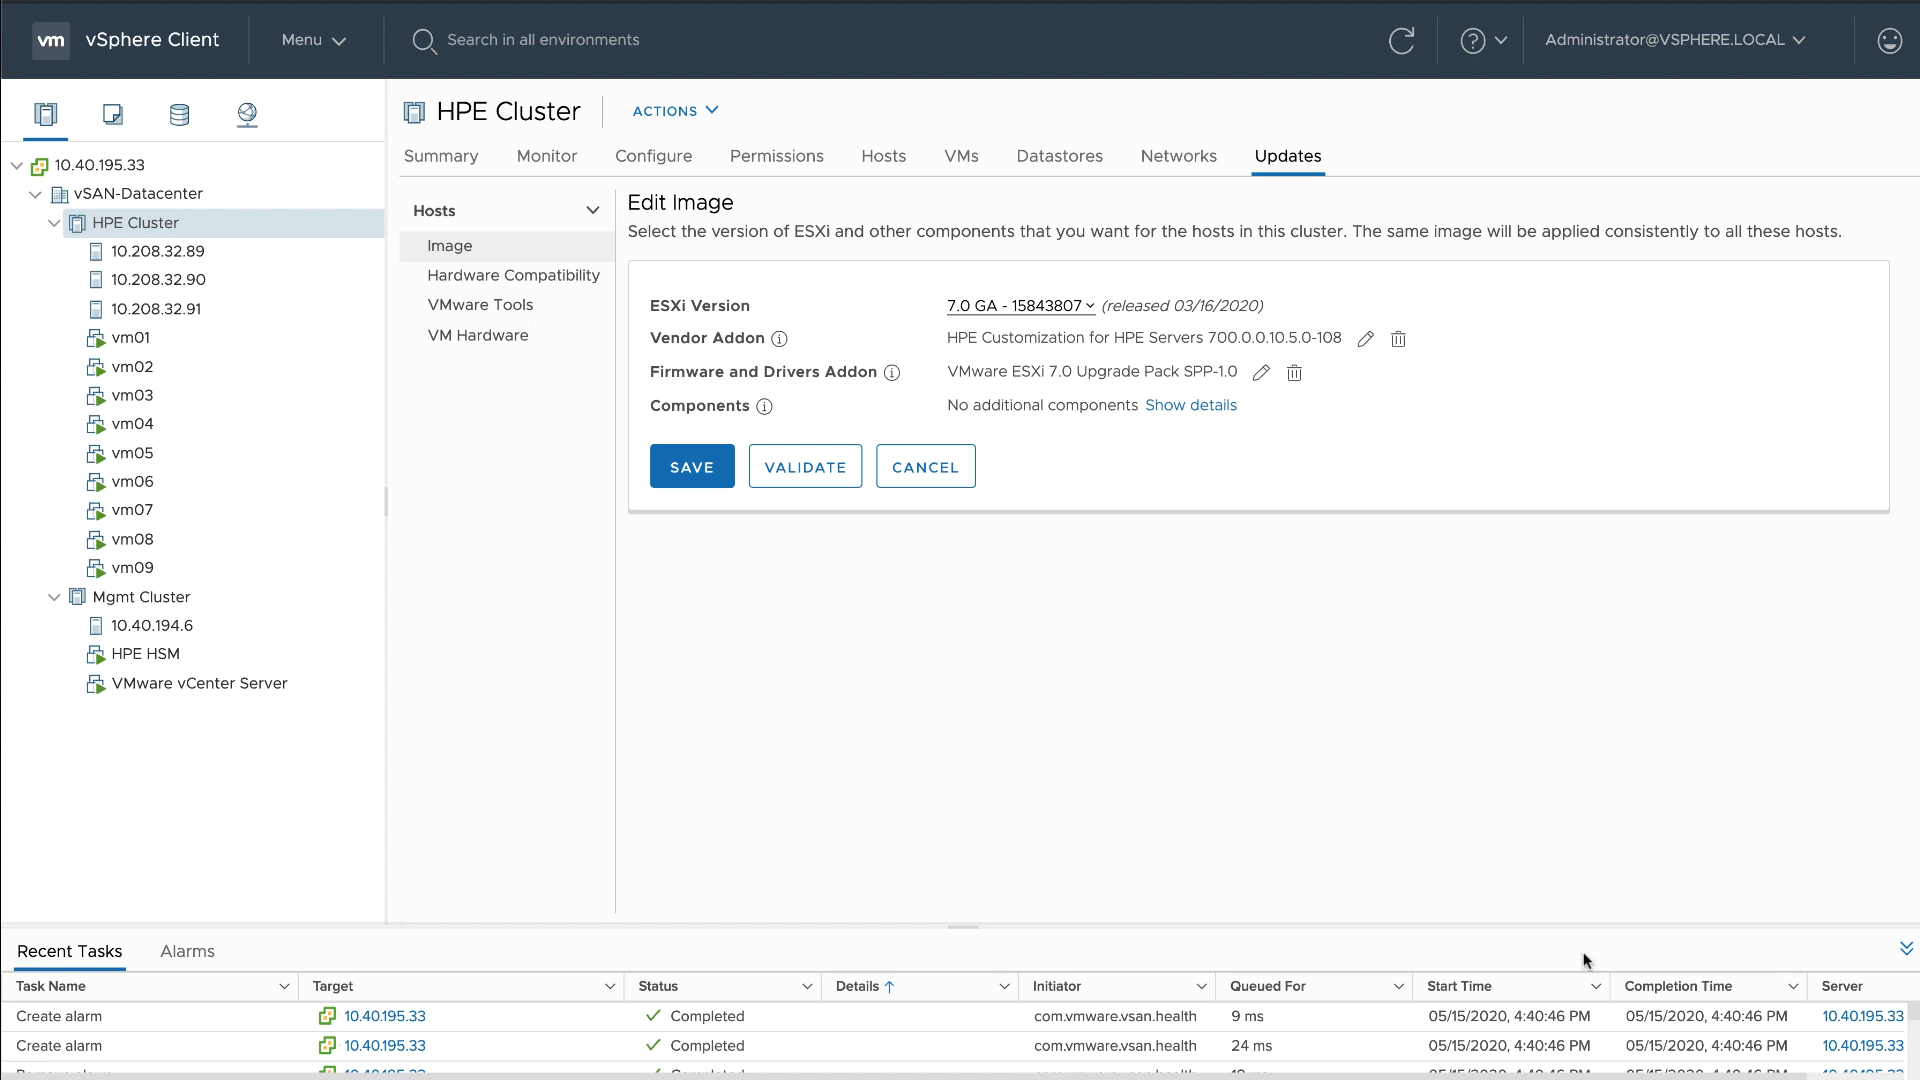 vm vSphere Client Menu Search in all environments Administrator@VSPHERE.LOCAL
10.40.195.33
vSAN-Datacenter
HPE Cluster
10.208.32.89
10.208.32.90
10.208.32.91
vm01
vm02
vm03
vm04
vm05
vm06
vm07
vm08
vm09
Mgmt Cluster
10.40.194.6
HPE HSM
VMware vCenter Server
HPE Cluster ACTIONS
Summary Monitor Configure Permissions Hosts VMs Datastores Networks Updates
Hosts
Image
Hardware Compatibility
VMware Tools
VM Hardware
Edit Image
Select the version of ESXi and other components that you want for the hosts in this cluster. The same image will be applied consistently to all these hosts.
ESXi Version 7.0 GA - 15843807 (released 03/16/2020)
Vendor Addon HPE Customization for HPE Servers 700.0.0.10.5.0-108
Firmware and Drivers Addon VMware ESXi 7.0 Upgrade Pack SPP-1.0
Components No additional components Show details
SAVE VALIDATE CANCEL
Recent Tasks Alarms
Task Name Target Status Details Initiator Queued For Start Time Completion Time Server
Create alarm 10.40.195.33 Completed com.vmware.vsan.health 9 ms 05/15/2020, 4:40:46 PM 05/15/2020, 4:40:46 PM 10.40.195.33
Create alarm 10.40.195.33 Completed com.vmware.vsan.health 24 ms 05/15/2020, 4:40:46 PM 05/15/2020, 4:40:46 PM 10.40.195.33